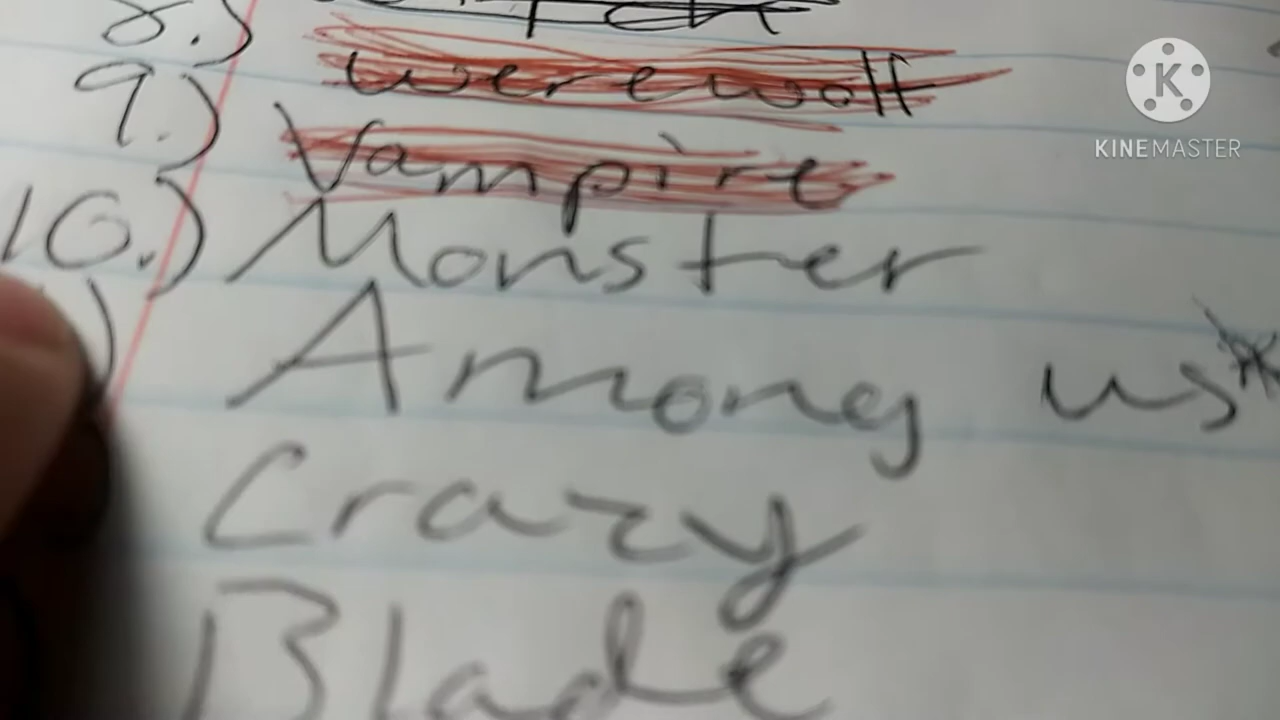 8.)
9.) werewolf
Vampire
10.) Monster
) Among us*
Crazy
Blade
KINEMASTER